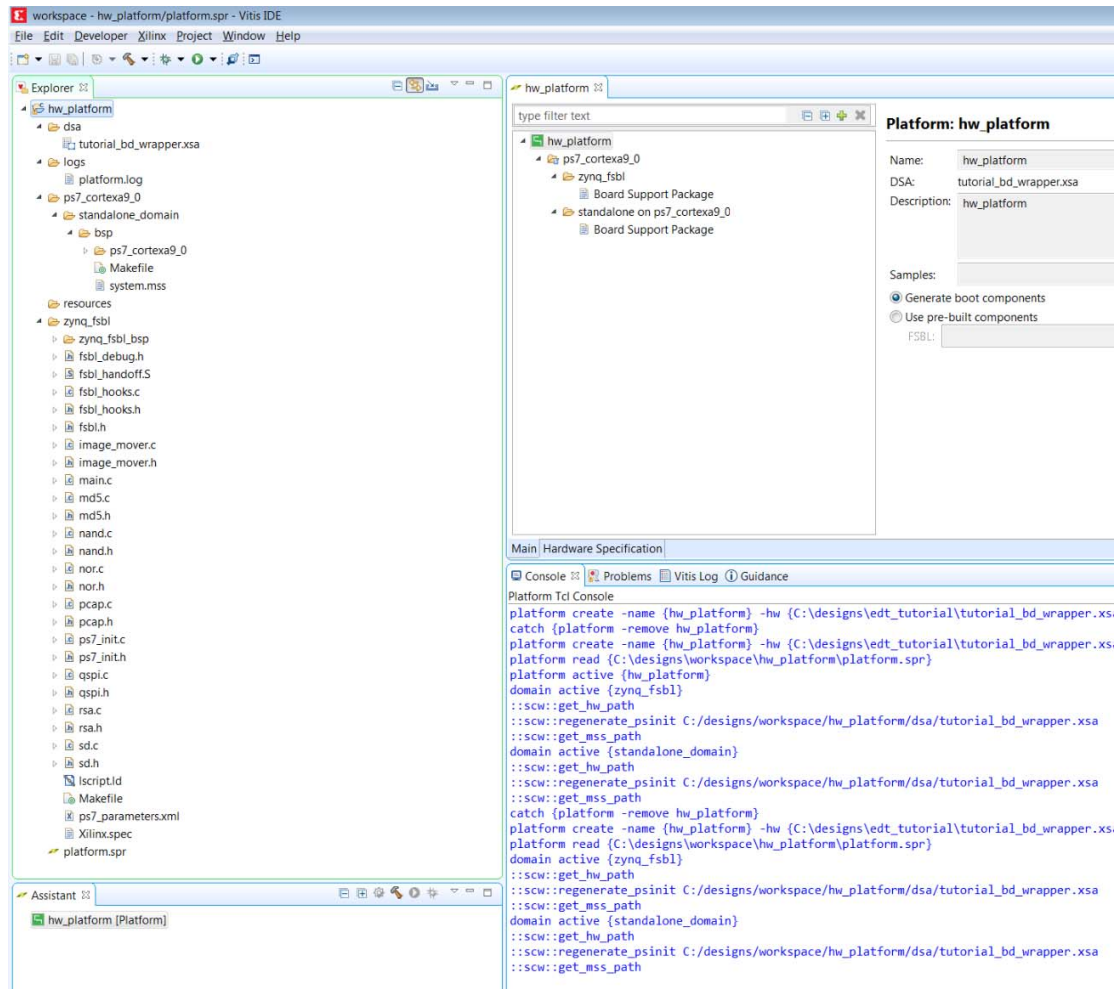 workspace - hw_platform/platform.spr - Vitis IDE
File Edit Developer Xilinx Project Window Help
Explorer
hw_platform
dsa
tutorial_bd_wrapper.xsa
logs
platform.log
ps7_cortexa9_0
standalone_domain
bsp
ps7_cortexa9_0
Makefile
system.mss
resources
zynq_fsbl
zynq_fsbl_bsp
fsbl_debug.h
fsbl_handoff.S
fsbl_hooks.c
fsbl_hooks.h
fsbl.h
image_mover.c
image_mover.h
main.c
md5.c
md5.h
nand.c
nand.h
nor.c
nor.h
pcap.c
pcap.h
ps7_init.c
ps7_init.h
qspi.c
qspi.h
rsa.c
rsa.h
sd.c
sd.h
lscript.ld
Makefile
ps7_parameters.xml
Xilinx.spec
platform.spr
Assistant
hw_platform [Platform]
hw_platform
type filter text
hw_platform
ps7_cortexa9_0
zynq_fsbl
Board Support Package
standalone on ps7_cortexa9_0
Board Support Package
Main Hardware Specification
Platform: hw_platform
Name: hw_platform
DSA: tutorial_bd_wrapper.xsa
Description: hw_platform
Samples:
Generate boot components
Use pre-built components
FSBL:
Console Problems Vitis Log Guidance
Platform Tcl Console
platform create -name {hw_platform} -hw {C:\designs\edt_tutorial\tutorial_bd_wrapper.xsa
catch {platform -remove hw_platform}
platform create -name {hw_platform} -hw {C:\designs\edt_tutorial\tutorial_bd_wrapper.xsa
platform read {C:\designs\workspace\hw_platform\platform.spr}
platform active {hw_platform}
domain active {zynq_fsbl}
::scw::get_hw_path
::scw::regenerate_psinit C:/designs/workspace/hw_platform/dsa/tutorial_bd_wrapper.xsa
::scw::get_mss_path
domain active {standalone_domain}
::scw::get_hw_path
::scw::regenerate_psinit C:/designs/workspace/hw_platform/dsa/tutorial_bd_wrapper.xsa
::scw::get_mss_path
catch {platform -remove hw_platform}
platform create -name {hw_platform} -hw {C:\designs\edt_tutorial\tutorial_bd_wrapper.xsa
platform read {C:\designs\workspace\hw_platform\platform.spr}
domain active {zynq_fsbl}
::scw::get_hw_path
::scw::regenerate_psinit C:/designs/workspace/hw_platform/dsa/tutorial_bd_wrapper.xsa
::scw::get_mss_path
domain active {standalone_domain}
::scw::get_hw_path
::scw::regenerate_psinit C:/designs/workspace/hw_platform/dsa/tutorial_bd_wrapper.xsa
::scw::get_mss_path